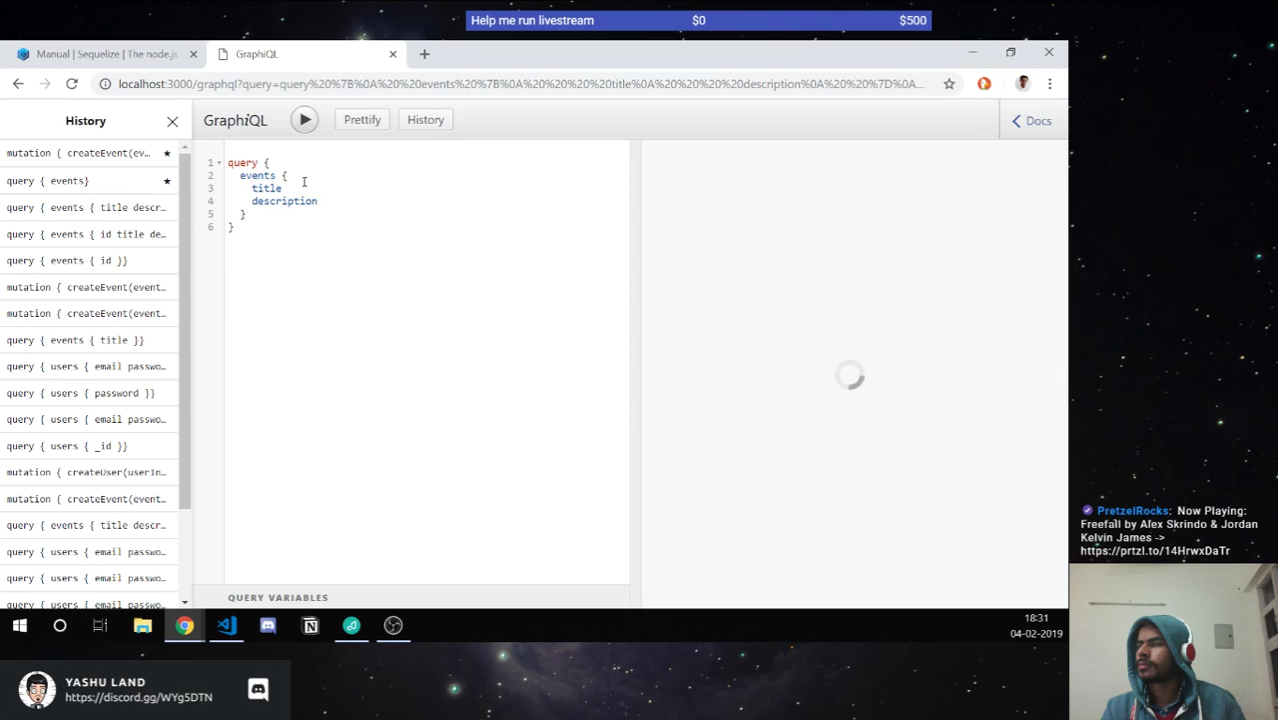 Help me run livestream $0 $500
Manual | Sequelize | The node.js
GraphiQL
localhost:3000/graphql?query=query%20%7B%0A%20%20events%20%7B%0A%20%20%20%20title%0A%20%20%20%20description%0A%20%20%7D%0A...
History
GraphiQL
Prettify
History
Docs
mutation { createEvent(ev... ★
query { events} ★
query { events { title descr...
query { events { id title de...
query { events { id }}
mutation { createEvent(event...
mutation { createEvent(event...
query { events { title }}
query { users { email passwo...
query { users { password }}
query { users { email passwo...
query { users { _id }}
mutation { createUser(userIn...
mutation { createEvent(event...
query { events { title descr...
query { users { email passwo...
query { users { email passwo...
query { users { email passwo...
1 query {
2 events {
3 title
4 description
5 }
6 }
QUERY VARIABLES
PretzelRocks: Now Playing:
Freefall by Alex Skrindo & Jordan
Kelvin James ->
https://prtzl.to/14HrwxDaTr
18:31
04-02-2019
YASHU LAND
https://discord.gg/WYg5DTN